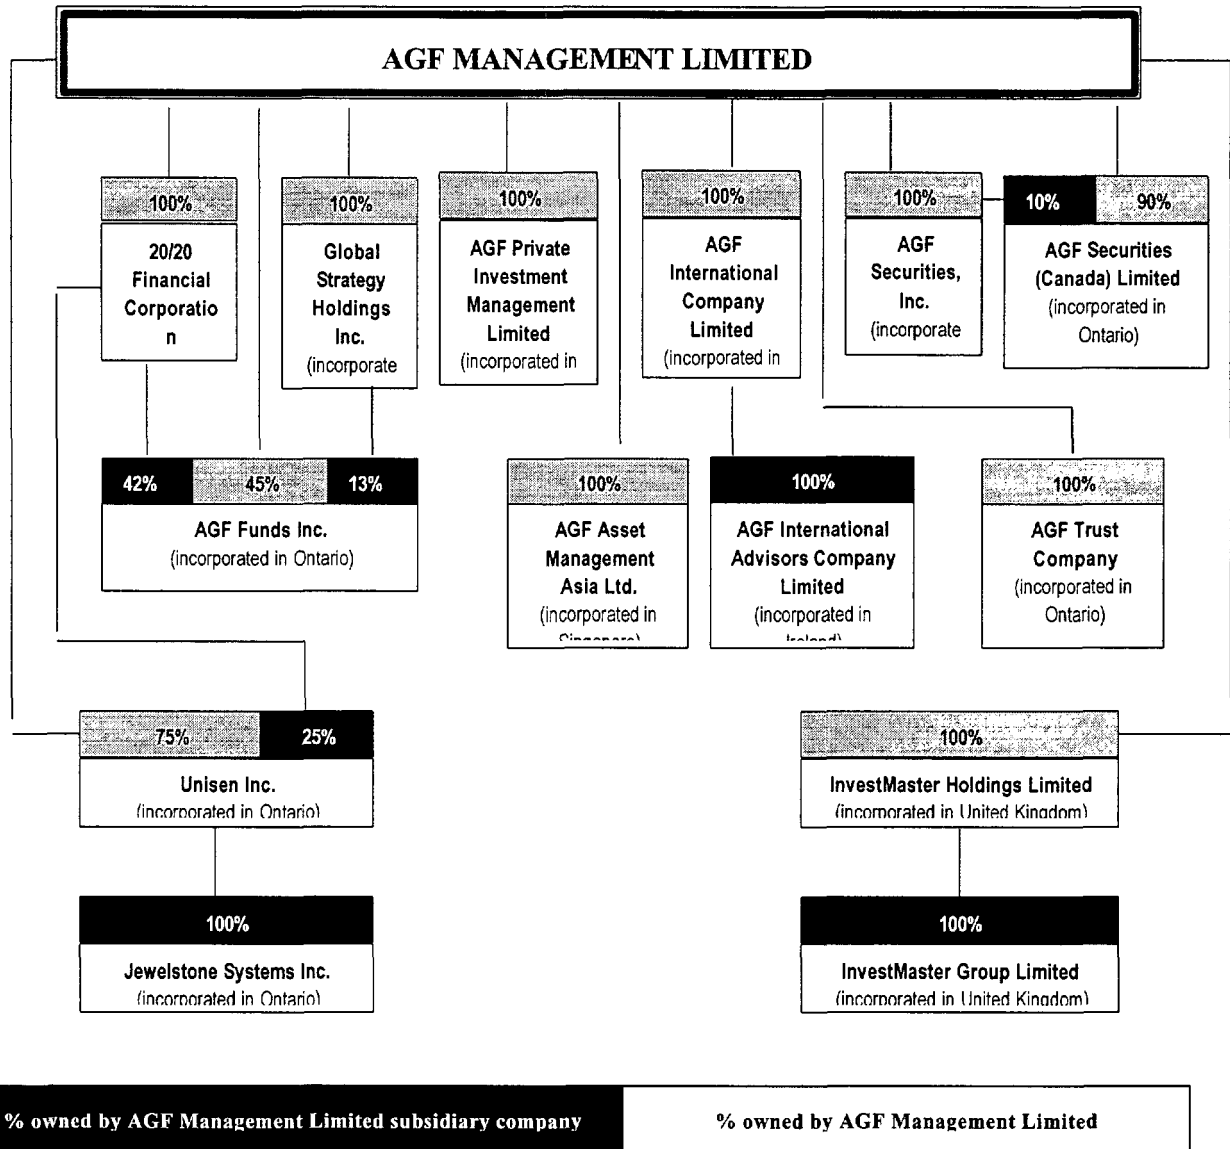 AGF MANAGEMENT LIMITED
100%
20/20
Financial
Corporatio
n
100%
Global
Strategy
Holdings
Inc.
(incorporate
100%
AGF Private
Investment
Management
Limited
(incorporated in
100%
AGF
International
Company
Limited
(incorporated in
100%
AGF
Securities,
Inc.
(incorporate
10% 90%
AGF Securities
(Canada) Limited
(incorporated in
Ontario)
42% 45% 13%
AGF Funds Inc.
(incorporated in Ontario)
100%
AGF Asset
Management
Asia Ltd.
(incorporated in
Singapore)
100%
AGF International
Advisors Company
Limited
(incorporated in
Ireland)
100%
AGF Trust
Company
(incorporated in
Ontario)
75% 25%
Unisen Inc.
(incorporated in Ontario)
100%
InvestMaster Holdings Limited
(incorporated in United Kingdom)
100%
Jewelstone Systems Inc.
(incorporated in Ontario)
100%
InvestMaster Group Limited
(incorporated in United Kingdom)
% owned by AGF Management Limited subsidiary company
% owned by AGF Management Limited